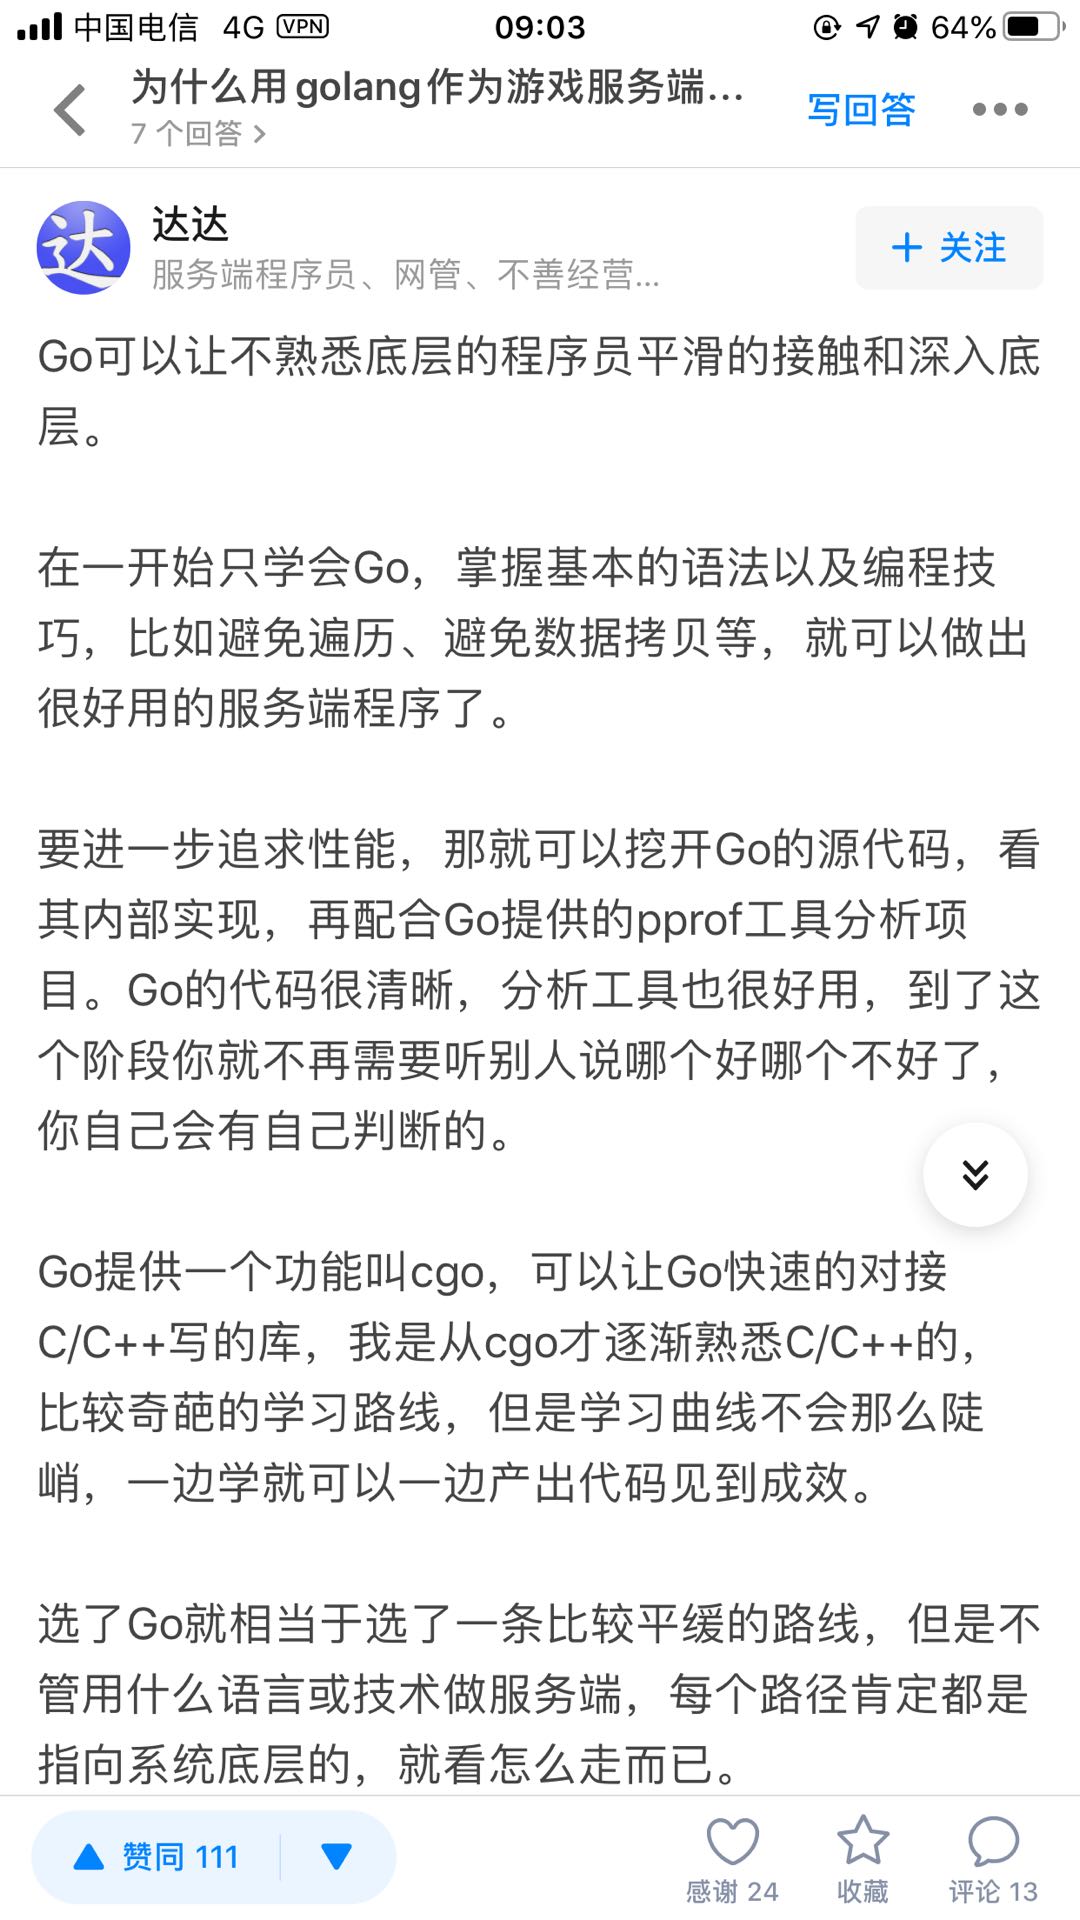 中国电信 4G VPN 09:03 64%
为什么用golang作为游戏服务端...
7 个回答
写回答
达
达达
服务端程序员、网管、不善经营...
关注
Go可以让不熟悉底层的程序员平滑的接触和深入底
层。
在一开始只学会Go，掌握基本的语法以及编程技
巧，比如避免遍历、避免数据拷贝等，就可以做出
很好用的服务端程序了。
要进一步追求性能，那就可以挖开Go的源代码，看
其内部实现，再配合Go提供的pprof工具分析项
目。Go的代码很清晰，分析工具也很好用，到了这
个阶段你就不再需要听别人说哪个好哪个不好了，
你自己会有自己判断的。
Go提供一个功能叫cgo，可以让Go快速的对接
C/C++写的库，我是从cgo才逐渐熟悉C/C++的，
比较奇葩的学习路线，但是学习曲线不会那么陡
峭，一边学就可以一边产出代码见到成效。
选了Go就相当于选了一条比较平缓的路线，但是不
管用什么语言或技术做服务端，每个路径肯定都是
指向系统底层的，就看怎么走而已。
赞同 111
感谢 24
收藏
评论 13